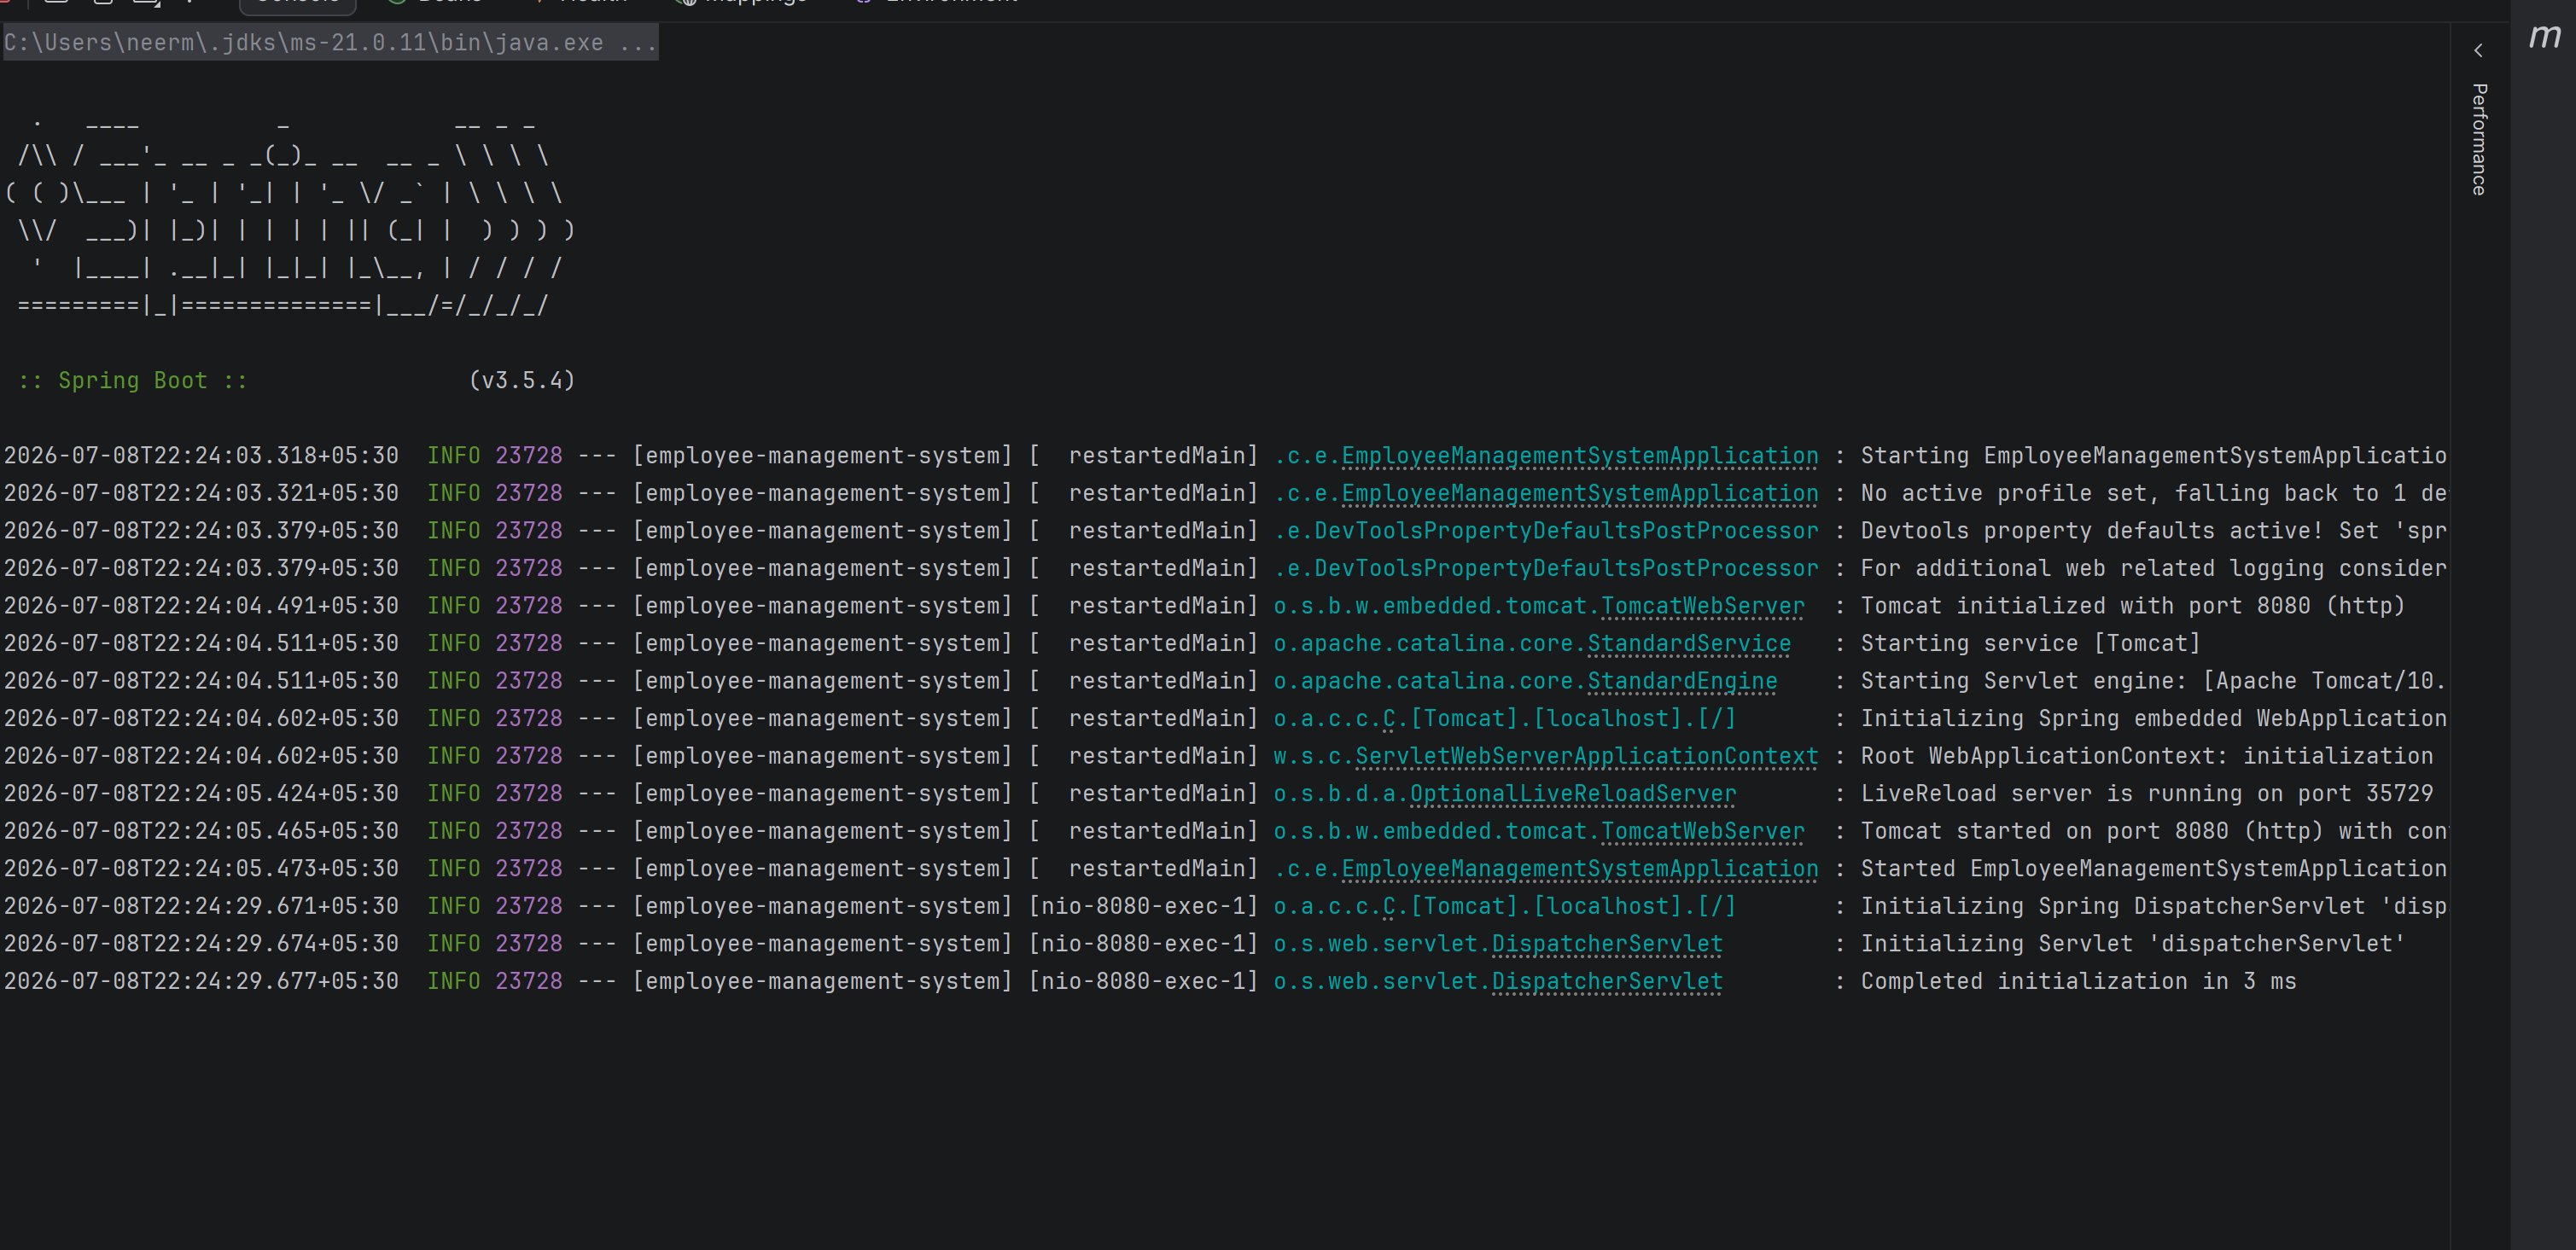 C:\Users\neerm\.jdks\ms-21.0.11\bin\java.exe ...
  .   ____          _            __ _ _
 /\\ / ___'_ __ _ _(_)_ __  __ _ \ \ \ \
( ( )\___ | '_ | '_| | '_ \/ _` | \ \ \ \
 \\/  ___)| |_)| | | | | || (_| |  ) ) ) )
  '  |____| .__|_| |_|_| |_\__, | / / / /
 =========|_|==============|___/=/_/_/_/
 :: Spring Boot ::                (v3.5.4)
2026-07-08T22:24:03.318+05:30  INFO 23728 --- [employee-management-system] [  restartedMain] .c.e.EmployeeManagementSystemApplication : Starting EmployeeManagementSystemApplicatio
2026-07-08T22:24:03.321+05:30  INFO 23728 --- [employee-management-system] [  restartedMain] .c.e.EmployeeManagementSystemApplication : No active profile set, falling back to 1 de
2026-07-08T22:24:03.379+05:30  INFO 23728 --- [employee-management-system] [  restartedMain] .e.DevToolsPropertyDefaultsPostProcessor : Devtools property defaults active! Set 'spr
2026-07-08T22:24:03.379+05:30  INFO 23728 --- [employee-management-system] [  restartedMain] .e.DevToolsPropertyDefaultsPostProcessor : For additional web related logging consider
2026-07-08T22:24:04.491+05:30  INFO 23728 --- [employee-management-system] [  restartedMain] o.s.b.w.embedded.tomcat.TomcatWebServer  : Tomcat initialized with port 8080 (http)
2026-07-08T22:24:04.511+05:30  INFO 23728 --- [employee-management-system] [  restartedMain] o.apache.catalina.core.StandardService   : Starting service [Tomcat]
2026-07-08T22:24:04.511+05:30  INFO 23728 --- [employee-management-system] [  restartedMain] o.apache.catalina.core.StandardEngine    : Starting Servlet engine: [Apache Tomcat/10.
2026-07-08T22:24:04.602+05:30  INFO 23728 --- [employee-management-system] [  restartedMain] o.a.c.c.C.[Tomcat].[localhost].[/]       : Initializing Spring embedded WebApplication
2026-07-08T22:24:04.602+05:30  INFO 23728 --- [employee-management-system] [  restartedMain] w.s.c.ServletWebServerApplicationContext : Root WebApplicationContext: initialization
2026-07-08T22:24:05.424+05:30  INFO 23728 --- [employee-management-system] [  restartedMain] o.s.b.d.a.OptionalLiveReloadServer       : LiveReload server is running on port 35729
2026-07-08T22:24:05.465+05:30  INFO 23728 --- [employee-management-system] [  restartedMain] o.s.b.w.embedded.tomcat.TomcatWebServer  : Tomcat started on port 8080 (http) with con
2026-07-08T22:24:05.473+05:30  INFO 23728 --- [employee-management-system] [  restartedMain] .c.e.EmployeeManagementSystemApplication : Started EmployeeManagementSystemApplication
2026-07-08T22:24:29.671+05:30  INFO 23728 --- [employee-management-system] [nio-8080-exec-1] o.a.c.c.C.[Tomcat].[localhost].[/]       : Initializing Spring DispatcherServlet 'disp
2026-07-08T22:24:29.674+05:30  INFO 23728 --- [employee-management-system] [nio-8080-exec-1] o.s.web.servlet.DispatcherServlet        : Initializing Servlet 'dispatcherServlet'
2026-07-08T22:24:29.677+05:30  INFO 23728 --- [employee-management-system] [nio-8080-exec-1] o.s.web.servlet.DispatcherServlet        : Completed initialization in 3 ms
Performance
m